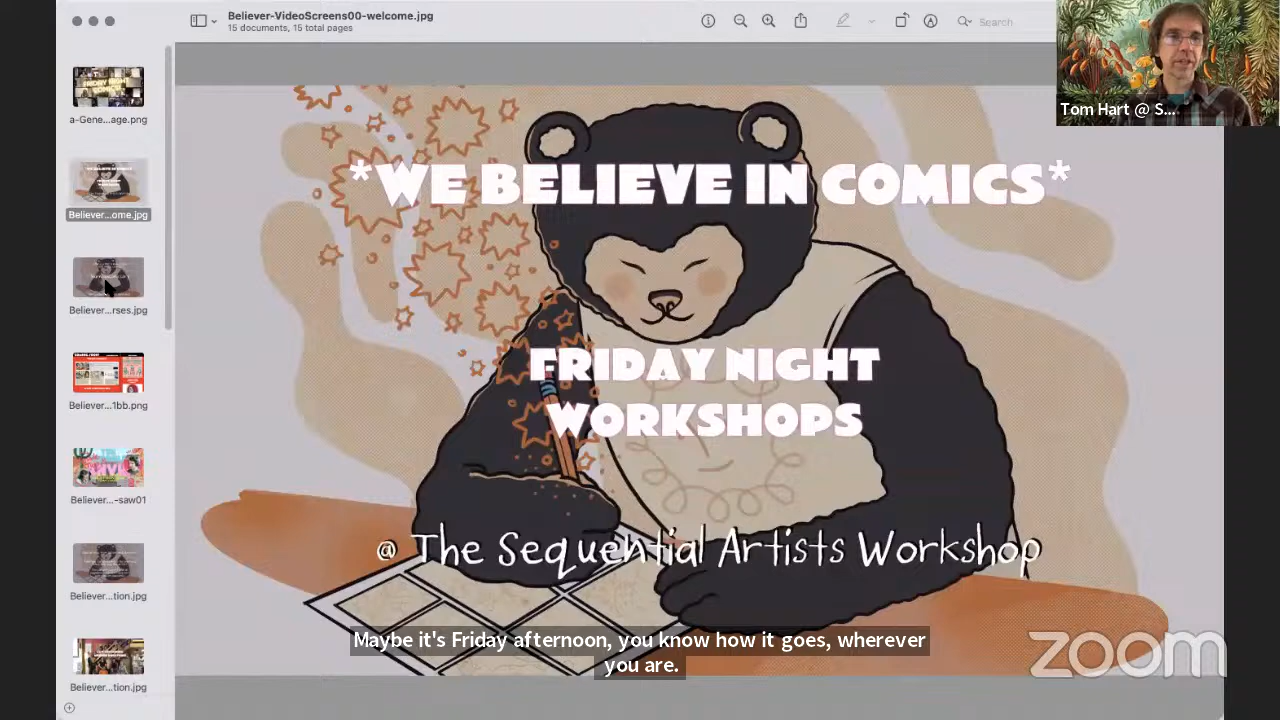 Believer-VideoScreens00-welcome.jpg
15 documents, 15 total pages
Search
Tom Hart @ S...
a-Gene...age.png
Believer...ome.jpg
Believer...rses.jpg
Believer...1bb.png
Believer...-saw01
Believer...tion.jpg
Believer...tion.jpg
*WE BELIEVE IN COMICS*
FRIDAY NIGHT
WORKSHOPS
@ The Sequential Artists Workshop
Maybe it's Friday afternoon, you know how it goes, wherever
you are.
zoom